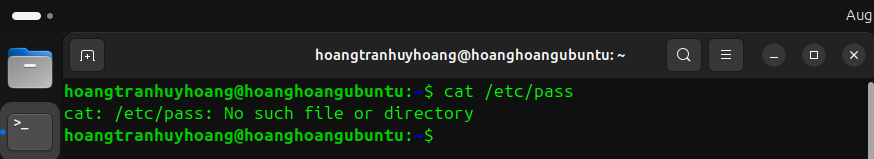 Aug
hoangtranhuyhoang@hoanghoangubuntu: ~
hoangtranhuyhoang@hoanghoangubuntu:~$ cat /etc/pass
cat: /etc/pass: No such file or directory
hoangtranhuyhoang@hoanghoangubuntu:~$